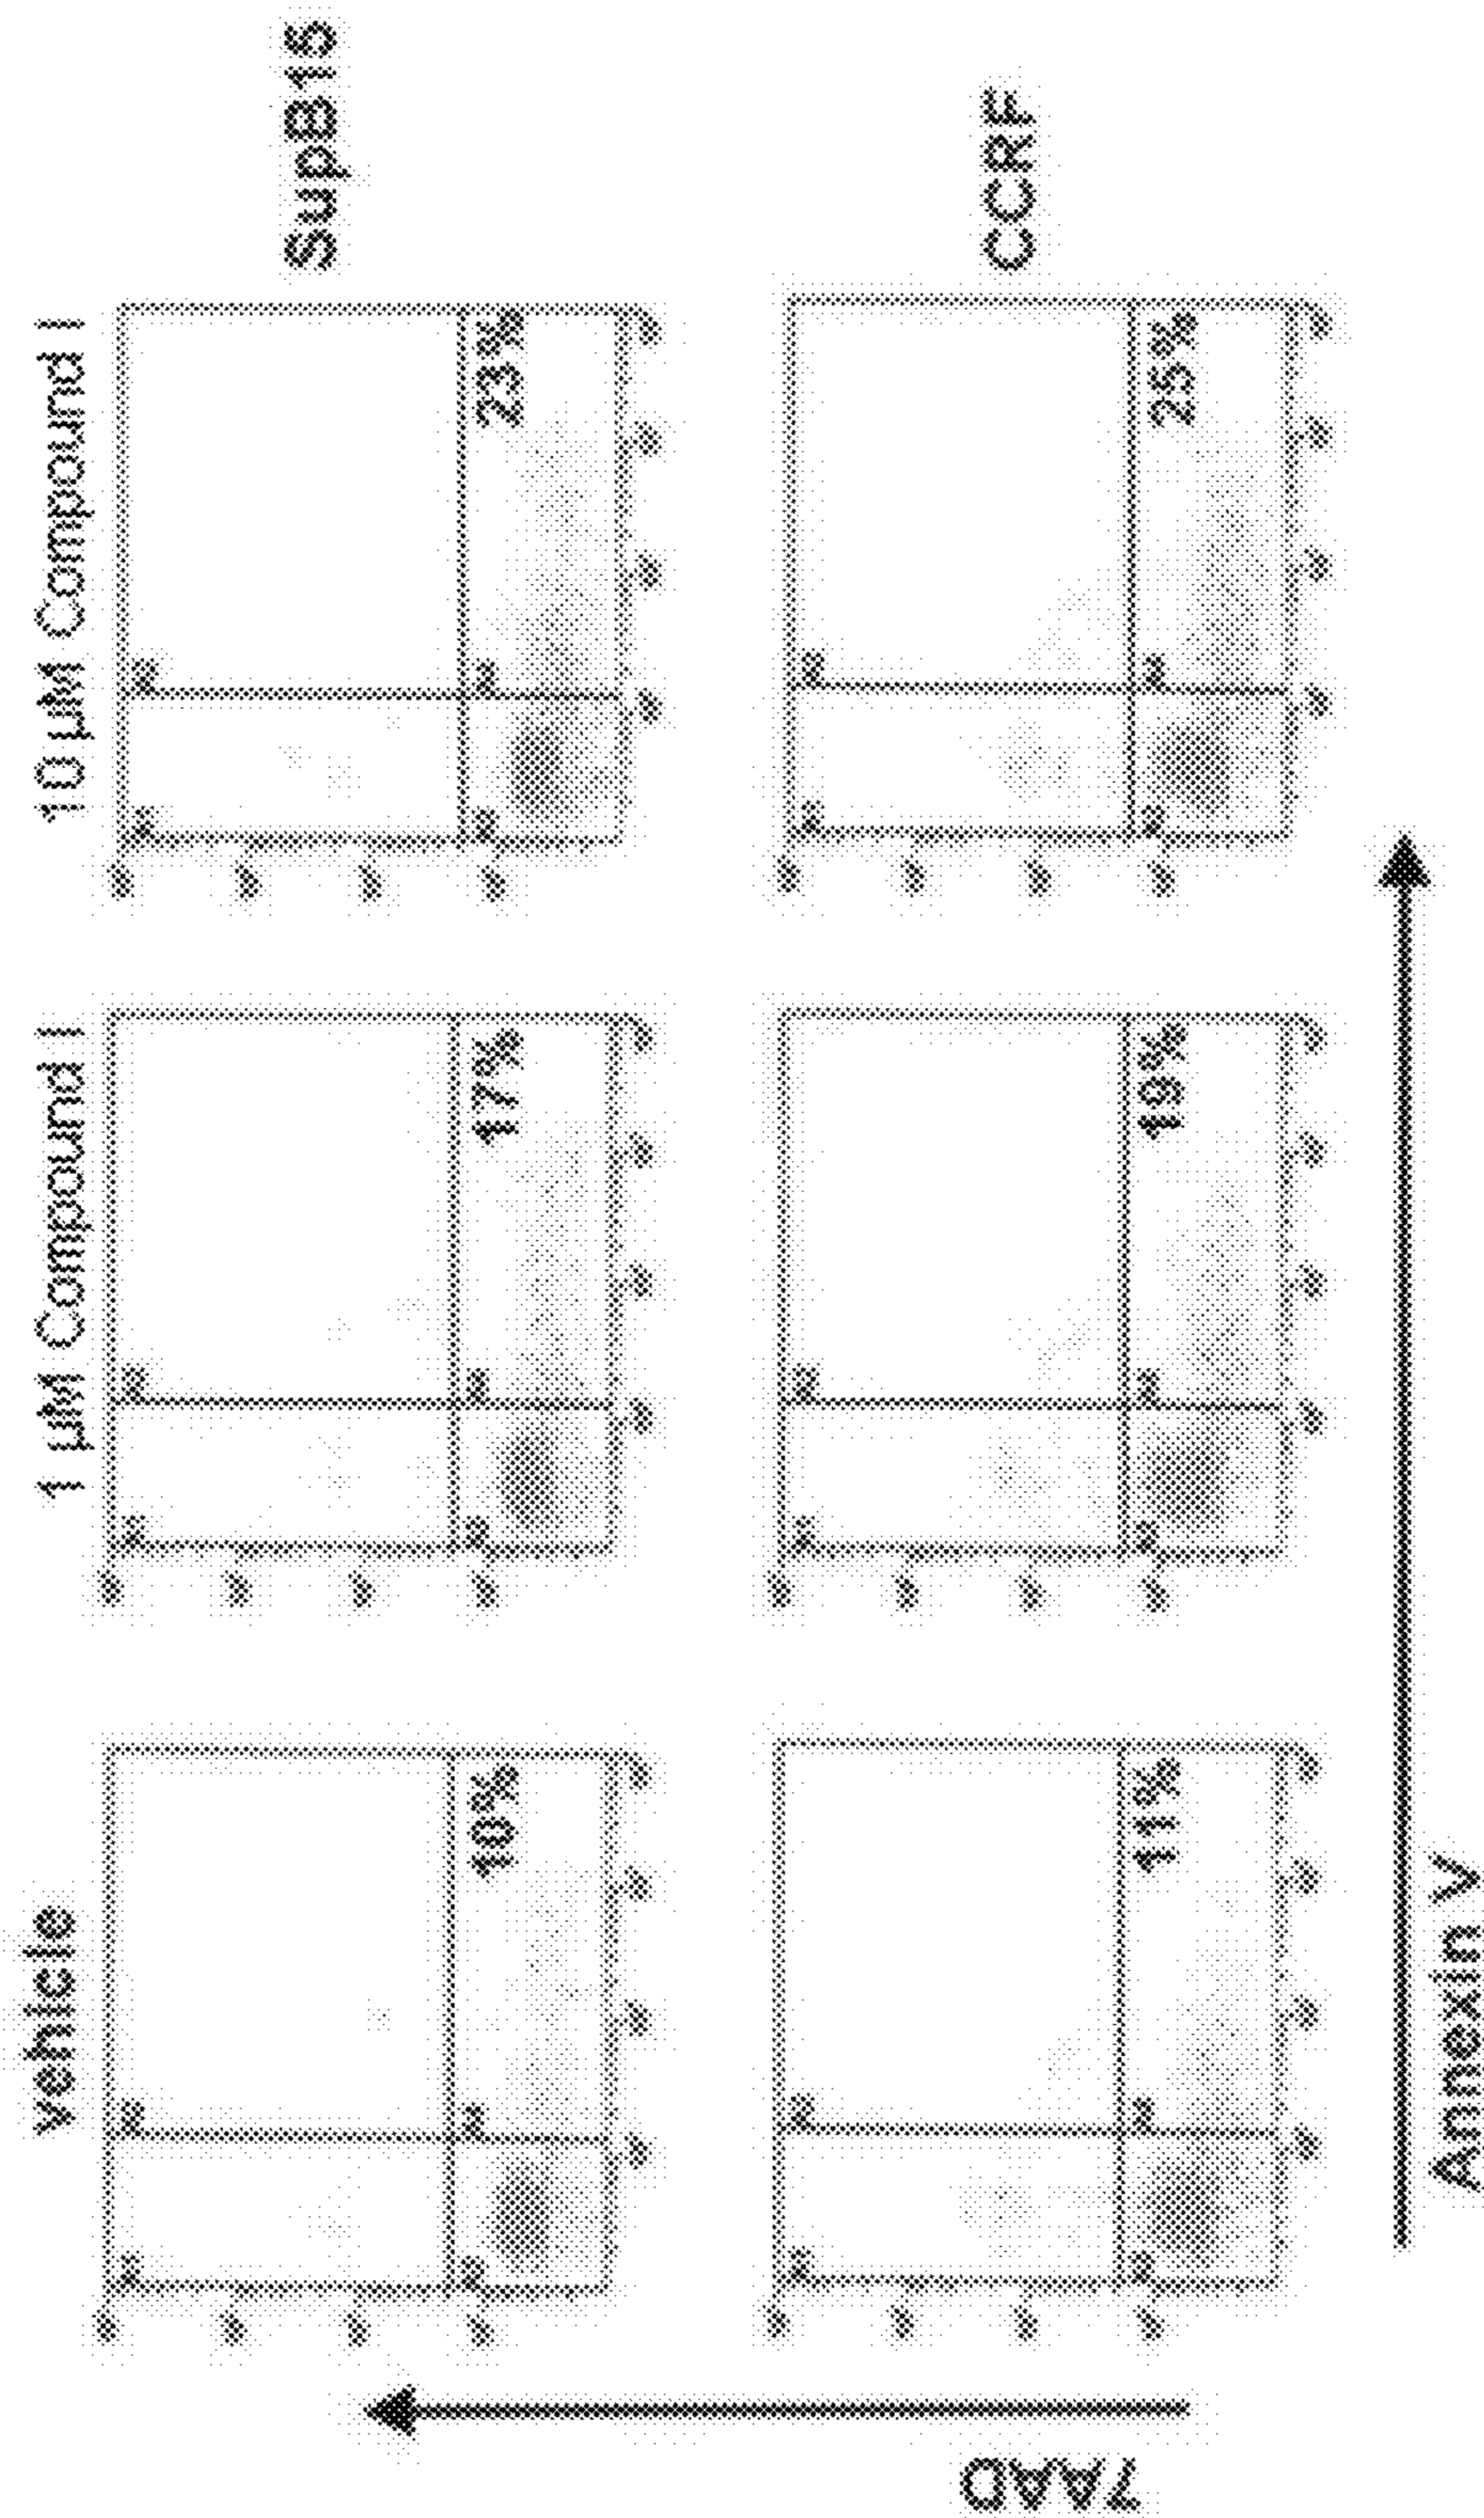 vehicle
1 µM Compound I
10 µM Compound I
10%
17%
23%
SupB15
11%
19%
25%
CCRF
7AAD
Annexin V